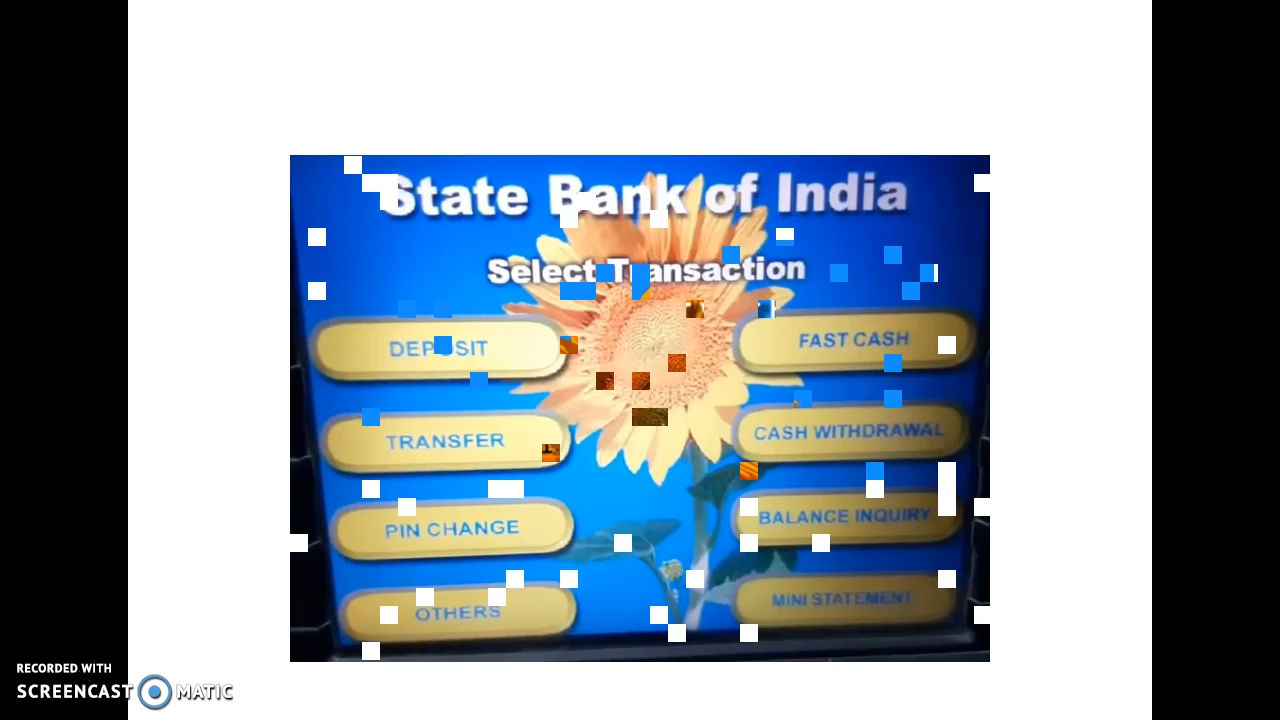 State Bank of India
Select Transaction
DEPOSIT
FAST CASH
TRANSFER
CASH WITHDRAWAL
PIN CHANGE
BALANCE INQUIRY
OTHERS
MINI STATEMENT
RECORDED WITH
SCREENCAST MATIC